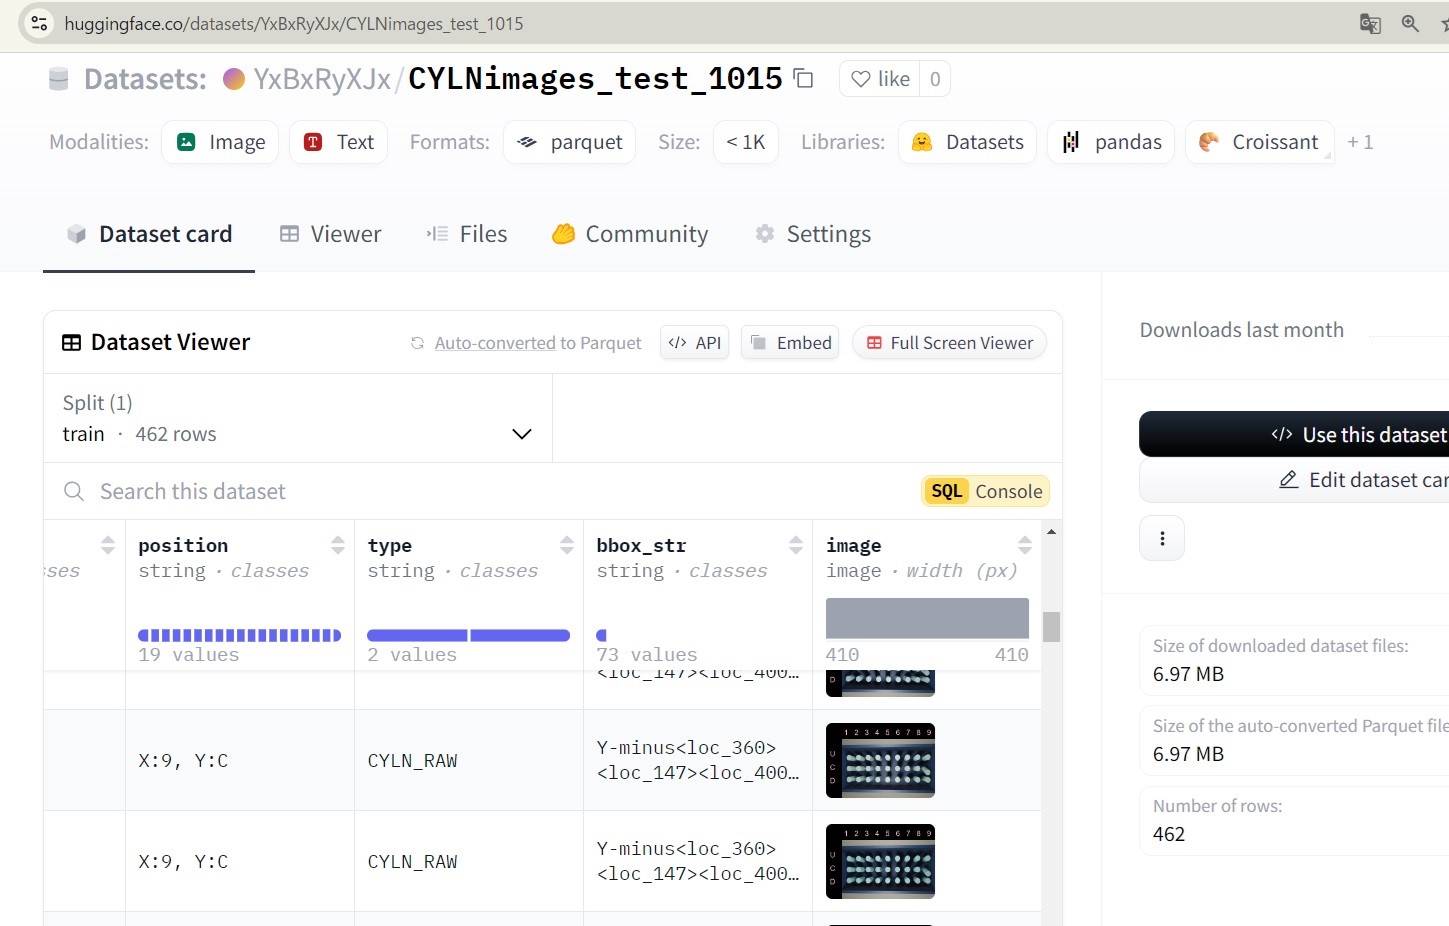 huggingface.co/datasets/YxBxRyXJx/CYLNimages_test_1015
Datasets: YxBxRyXJx/CYLNimages_test_1015 like 0
Modalities: Image Text Formats: parquet Size: < 1K Libraries: Datasets pandas Croissant + 1
Dataset card Viewer Files Community Settings
Dataset Viewer Auto-converted to Parquet </> API Embed Full Screen Viewer
Downloads last month
Split (1)
train · 462 rows
</> Use this dataset
Edit dataset car
Search this dataset SQL Console
position type bbox_str image
sses string · classes string · classes string · classes image · width (px)
19 values 2 values 73 values 410 410
<loc_147><loc_400…
D
X:9, Y:C CYLN_RAW Y-minus<loc_360>
<loc_147><loc_400…
1 2 3 4 5 6 7 8 9
U
C
D
X:9, Y:C CYLN_RAW Y-minus<loc_360>
<loc_147><loc_400…
1 2 3 4 5 6 7 8 9
U
C
D
Size of downloaded dataset files:
6.97 MB
Size of the auto-converted Parquet file
6.97 MB
Number of rows:
462